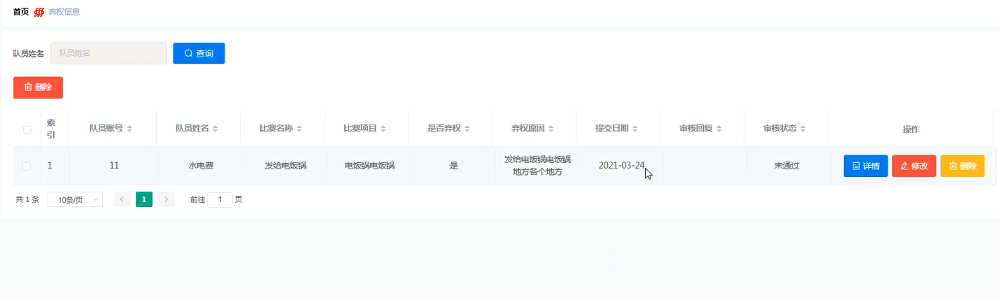 首页 弃权信息
队员姓名 队员姓名 查询
删除
索引 队员账号 队员姓名 比赛名称 比赛项目 是否弃权 弃权原因 提交日期 审核回复 审核状态 操作
1 11 水电费 发给电饭锅 电饭锅电饭锅 是 发给电饭锅电饭锅地方各个地方 2021-03-24 未通过 详情 修改 删除
共 1 条 10条/页 1 前往 1 页